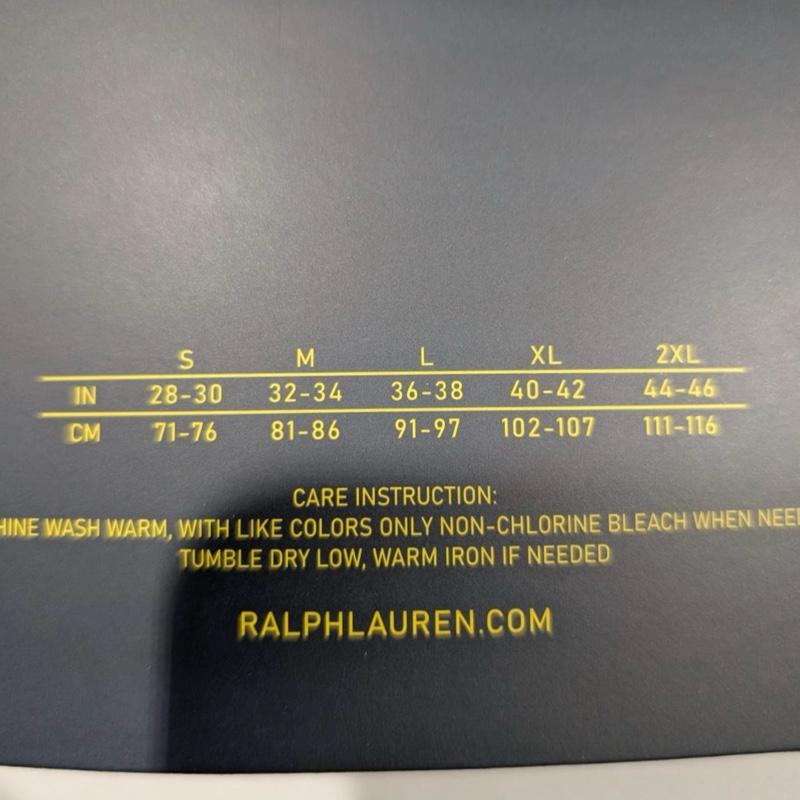 S M L XL 2XL
IN 28-30 32-34 36-38 40-42 44-46
CM 71-76 81-86 91-97 102-107 111-116
CARE INSTRUCTION:
HINE WASH WARM, WITH LIKE COLORS ONLY NON-CHLORINE BLEACH WHEN NEE
TUMBLE DRY LOW, WARM IRON IF NEEDED
RALPHLAUREN.COM